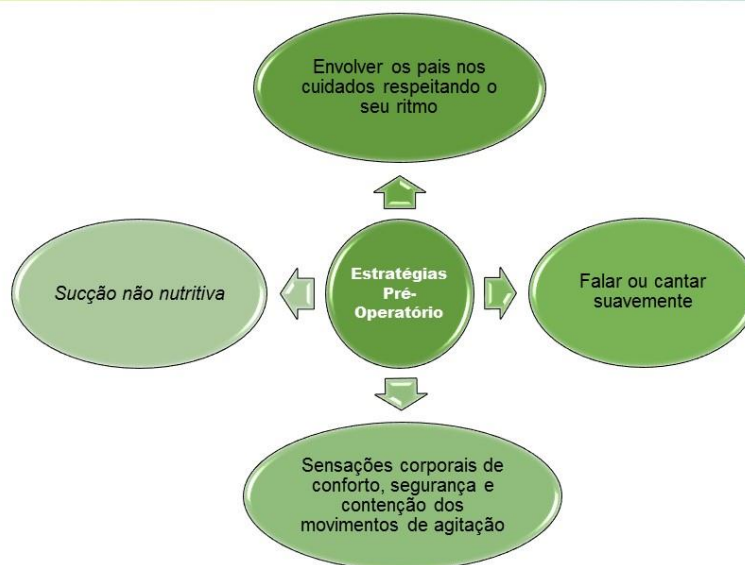 Envolver os pais nos
cuidados respeitando o
seu ritmo
Sucção não nutritiva
Estratégias
Pré-
Operatório
Falar ou cantar
suavemente
Sensações corporais de
conforto, segurança e
contenção dos
movimentos de agitação